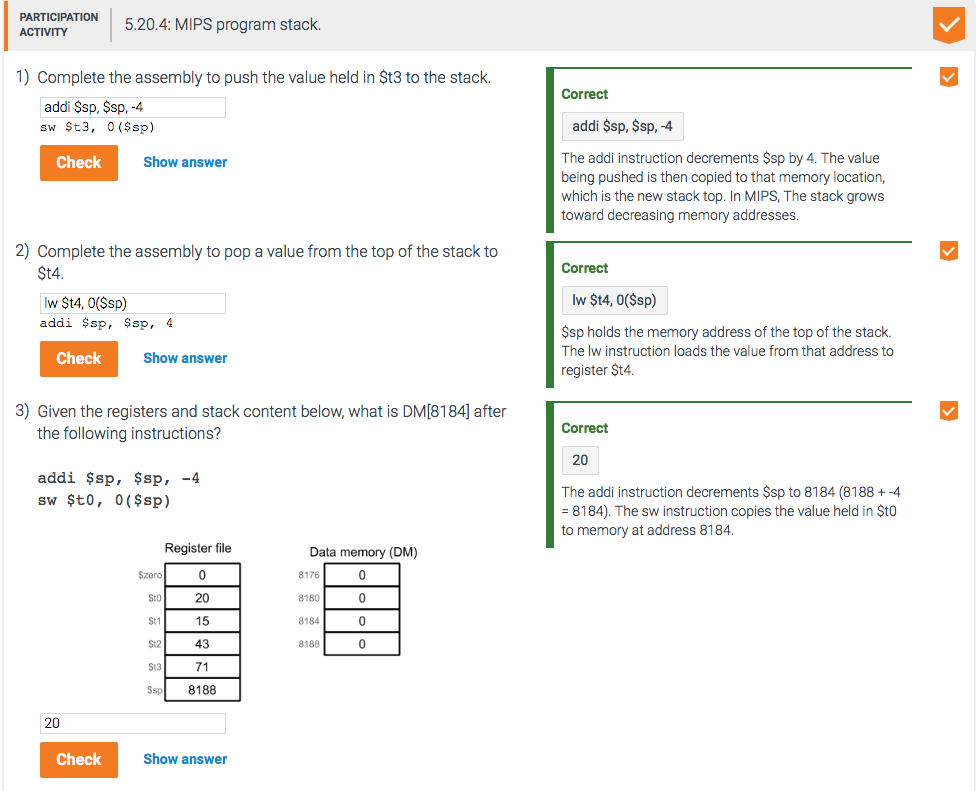 PARTICIPATION
ACTIVITY
5.20.4: MIPS program stack.
1) Complete the assembly to push the value held in $t3 to the stack.
addi $sp, $sp, -4
sw $t3, 0($sp)
Check
Show answer
Correct
addi $sp, $sp, -4
The addi instruction decrements $sp by 4. The value
being pushed is then copied to that memory location,
which is the new stack top. In MIPS, The stack grows
toward decreasing memory addresses.
2) Complete the assembly to pop a value from the top of the stack to
$t4.
lw $t4, 0($sp)
addi $sp, $sp, 4
Check
Show answer
Correct
lw $t4, 0($sp)
$sp holds the memory address of the top of the stack.
The lw instruction loads the value from that address to
register $t4.
3) Given the registers and stack content below, what is DM[8184] after
the following instructions?
addi $sp, $sp, -4
sw $t0, 0($sp)
Register file
$zero 0
$t0 20
$t1 15
$t2 43
$t3 71
$sp 8188
Data memory (DM)
8176 0
8180 0
8184 0
8188 0
20
Check
Show answer
Correct
20
The addi instruction decrements $sp to 8184 (8188 + -4
= 8184). The sw instruction copies the value held in $t0
to memory at address 8184.